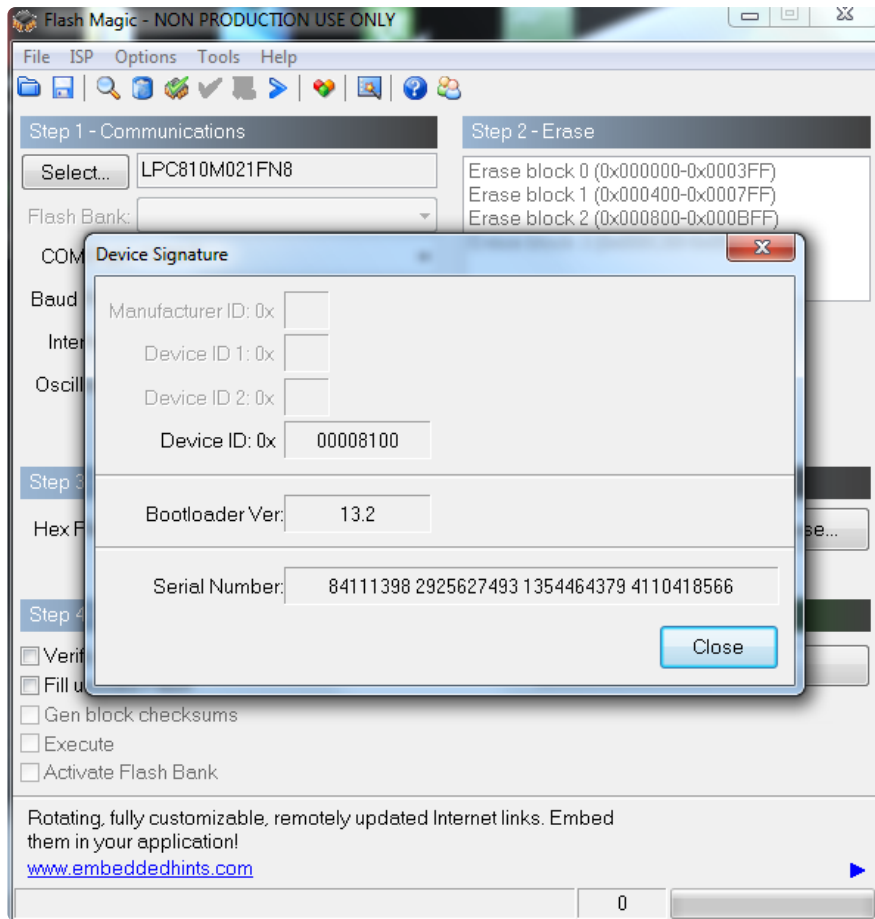 Flash Magic - NON PRODUCTION USE ONLY
File ISP Options Tools Help
Step 1 - Communications
Select... LPC810M021FN8
Flash Bank:
COM
Baud
Inter
Oscill
Step 2 - Erase
Erase block 0 (0x000000-0x0003FF)
Erase block 1 (0x000400-0x0007FF)
Erase block 2 (0x000800-0x000BFF)
Device Signature
Manufacturer ID: 0x
Device ID 1: 0x
Device ID 2: 0x
Device ID: 0x 00008100
Bootloader Ver: 13.2
Serial Number: 84111398 2925627493 1354464379 4110418566
Close
Step 3
Hex F
se...
Step 4
Verif
Fill u
Gen block checksums
Execute
Activate Flash Bank
Rotating, fully customizable, remotely updated Internet links. Embed
them in your application!
www.embeddedhints.com
0